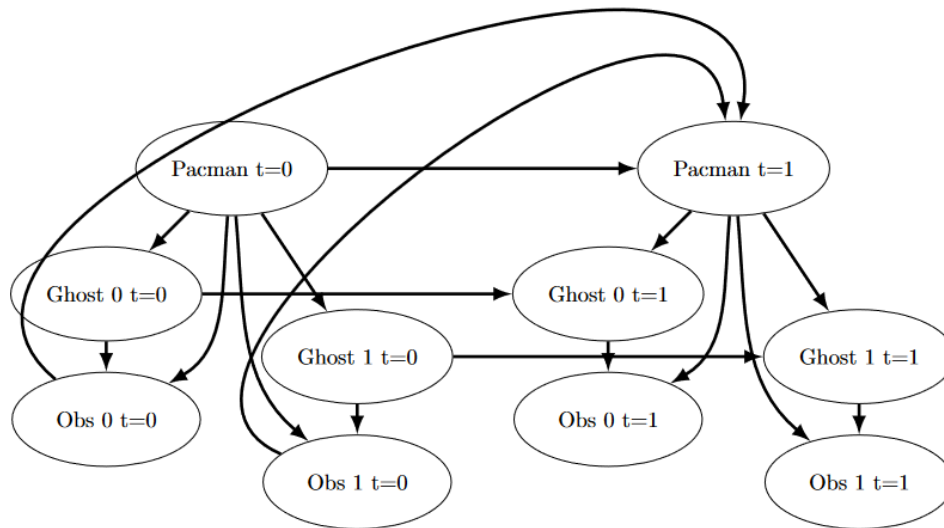 Pacman t=0
Pacman t=1
Ghost 0 t=0
Ghost 0 t=1
Ghost 1 t=0
Ghost 1 t=1
Obs 0 t=0
Obs 0 t=1
Obs 1 t=0
Obs 1 t=1